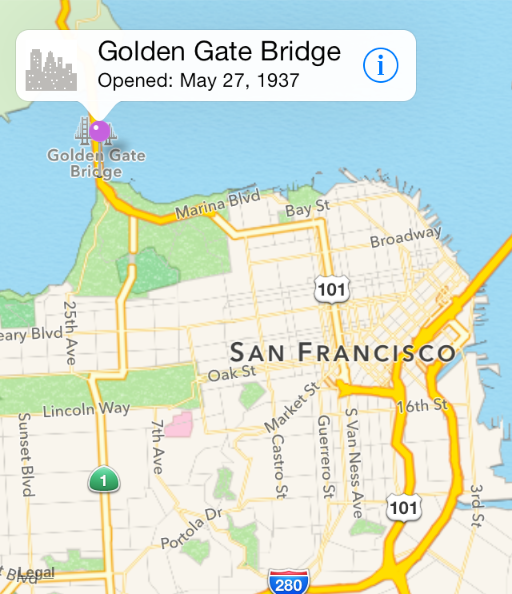 Golden Gate Bridge
i
Opened: May 27, 1937
Golden Gate
Bridge
Marina Blvd
Bay St
Broadway
101
25th Ave
eary Blvd
SAN FRANCISCO
Oak St
Market St
16th St
Lincoln Way
Sunset Blvd
7th Ave
Castro St
Guerrero St
S Van Ness Ave
1
101
3rd St
Portola Dr
Blvd
Legal
280